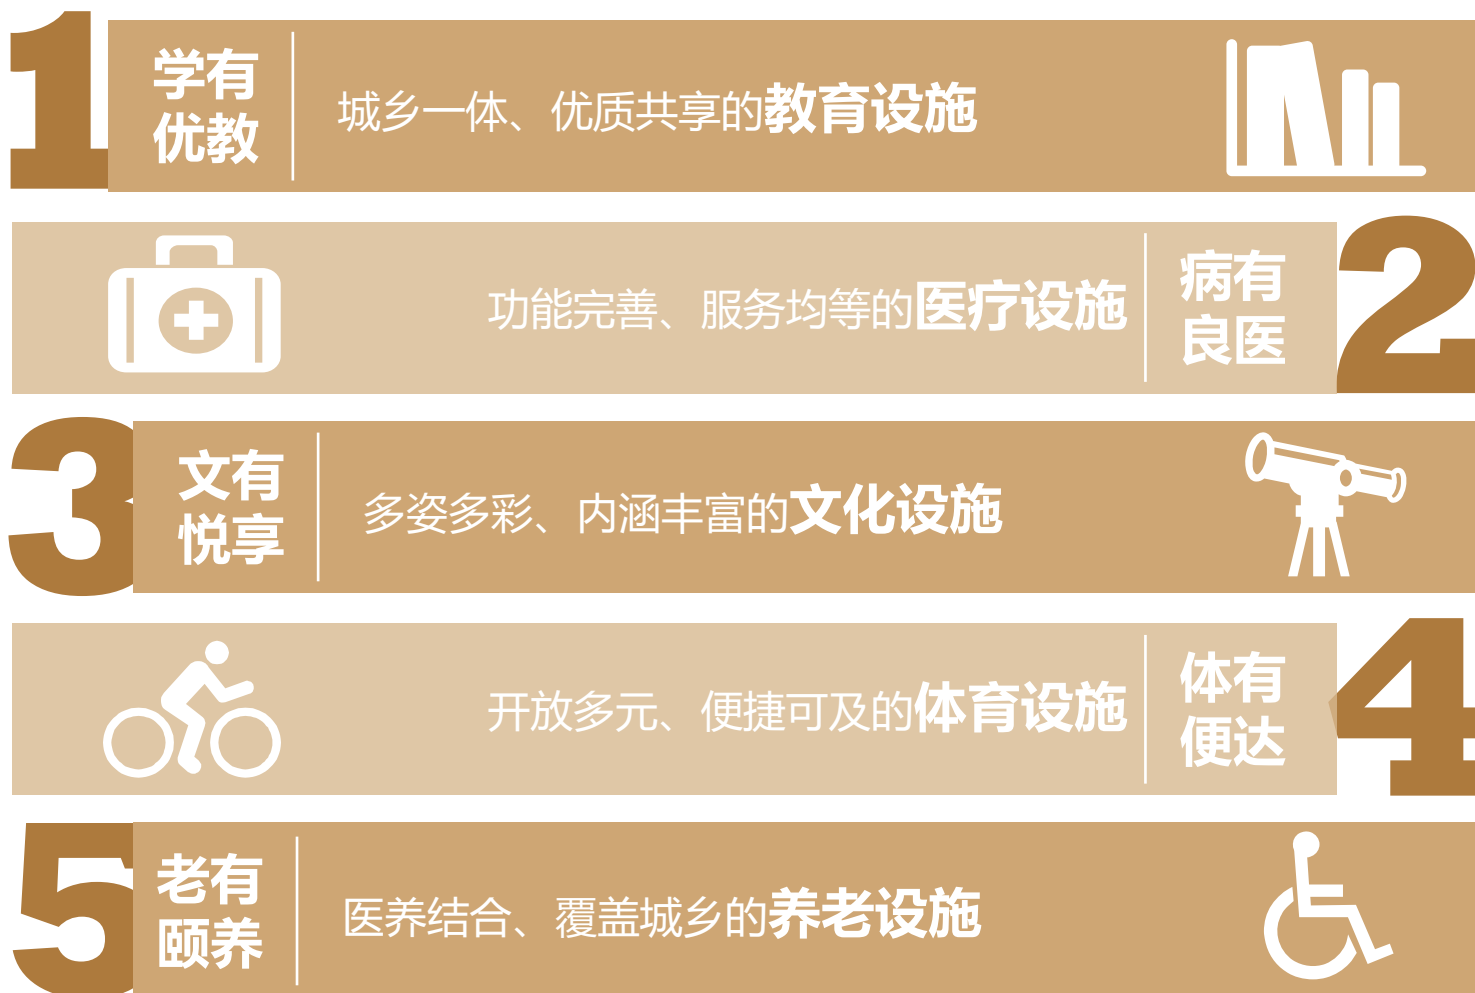 1
学有
优教
城乡一体、优质共享的教育设施
功能完善、服务均等的医疗设施
病有
良医
2
3
文有
悦享
多姿多彩、内涵丰富的文化设施
开放多元、便捷可及的体育设施
体有
便达
4
5
老有
颐养
医养结合、覆盖城乡的养老设施